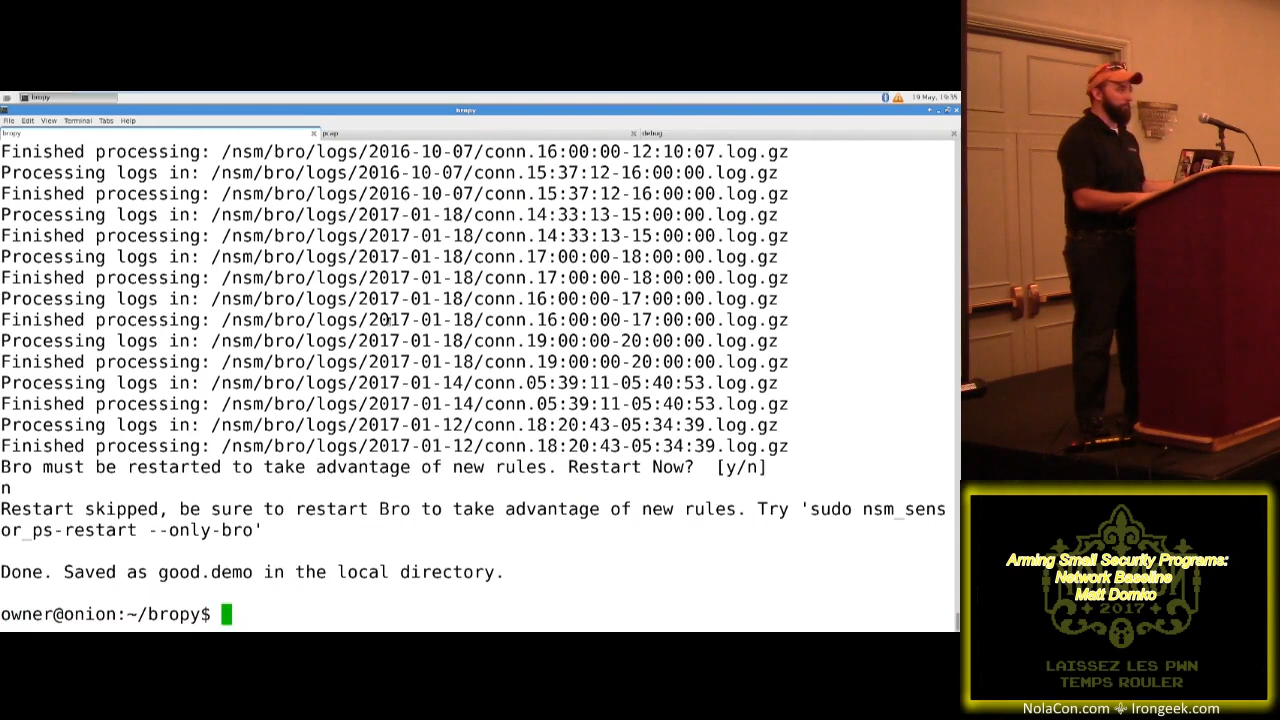 bropy
19 May, 19:35
bropy
File Edit View Terminal Tabs Help
bropy
pcap
debug
Finished processing: /nsm/bro/logs/2016-10-07/conn.16:00:00-12:10:07.log.gz
Processing logs in: /nsm/bro/logs/2016-10-07/conn.15:37:12-16:00:00.log.gz
Finished processing: /nsm/bro/logs/2016-10-07/conn.15:37:12-16:00:00.log.gz
Processing logs in: /nsm/bro/logs/2017-01-18/conn.14:33:13-15:00:00.log.gz
Finished processing: /nsm/bro/logs/2017-01-18/conn.14:33:13-15:00:00.log.gz
Processing logs in: /nsm/bro/logs/2017-01-18/conn.17:00:00-18:00:00.log.gz
Finished processing: /nsm/bro/logs/2017-01-18/conn.17:00:00-18:00:00.log.gz
Processing logs in: /nsm/bro/logs/2017-01-18/conn.16:00:00-17:00:00.log.gz
Finished processing: /nsm/bro/logs/2017-01-18/conn.16:00:00-17:00:00.log.gz
Processing logs in: /nsm/bro/logs/2017-01-18/conn.19:00:00-20:00:00.log.gz
Finished processing: /nsm/bro/logs/2017-01-18/conn.19:00:00-20:00:00.log.gz
Processing logs in: /nsm/bro/logs/2017-01-14/conn.05:39:11-05:40:53.log.gz
Finished processing: /nsm/bro/logs/2017-01-14/conn.05:39:11-05:40:53.log.gz
Processing logs in: /nsm/bro/logs/2017-01-12/conn.18:20:43-05:34:39.log.gz
Finished processing: /nsm/bro/logs/2017-01-12/conn.18:20:43-05:34:39.log.gz
Bro must be restarted to take advantage of new rules. Restart Now?  [y/n]
n
Restart skipped, be sure to restart Bro to take advantage of new rules. Try 'sudo nsm_sens
or_ps-restart --only-bro'
Done. Saved as good.demo in the local directory.
owner@onion:~/bropy$
Arming Small Security Programs:
Network Baseline
Matt Domko
2017
LAISSEZ LES PWN
TEMPS ROULER
NolaCon.com ⚜ Irongeek.com